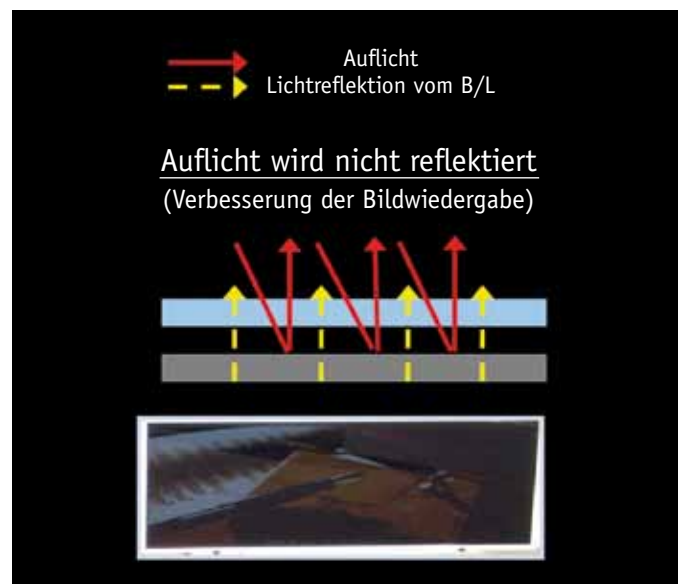 Auflicht
Lichtreflektion vom B/L
Auflicht wird nicht reflektiert
(Verbesserung der Bildwiedergabe)